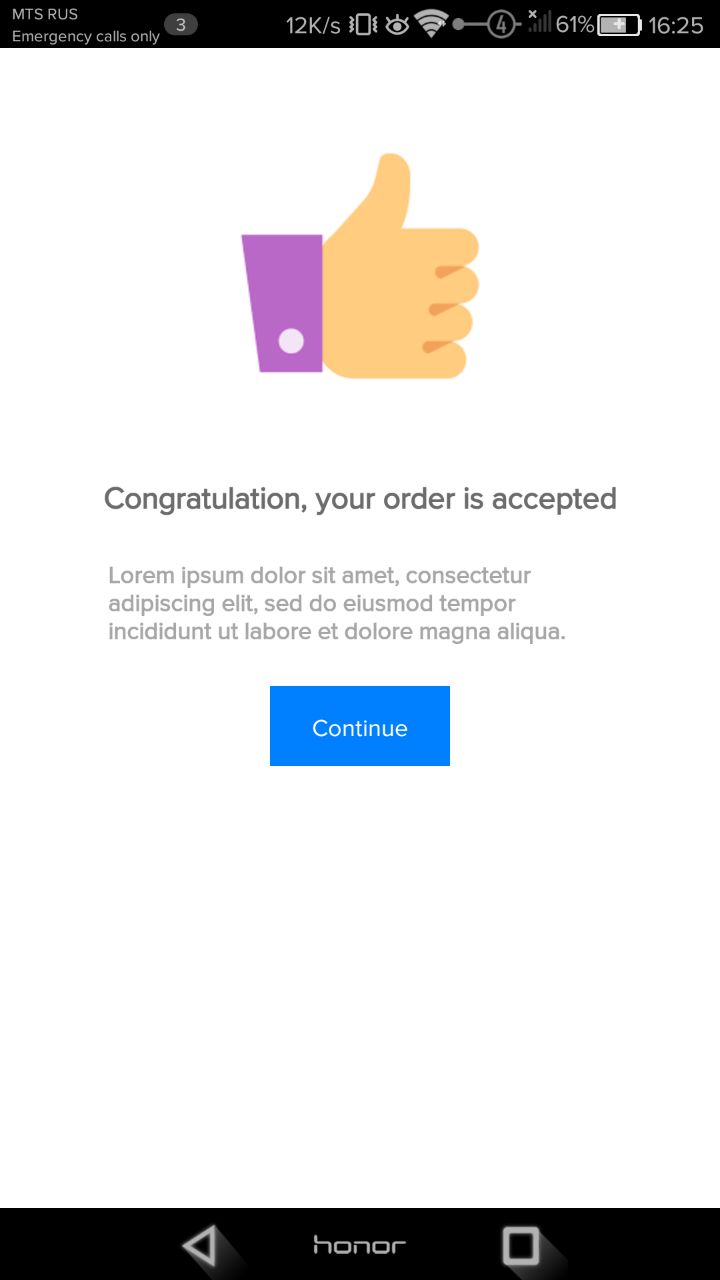 MTS RUS
Emergency calls only
3
12K/s
4
61%
16:25
Congratulation, your order is accepted
Lorem ipsum dolor sit amet, consectetur
adipiscing elit, sed do eiusmod tempor
incididunt ut labore et dolore magna aliqua.
Continue
honor